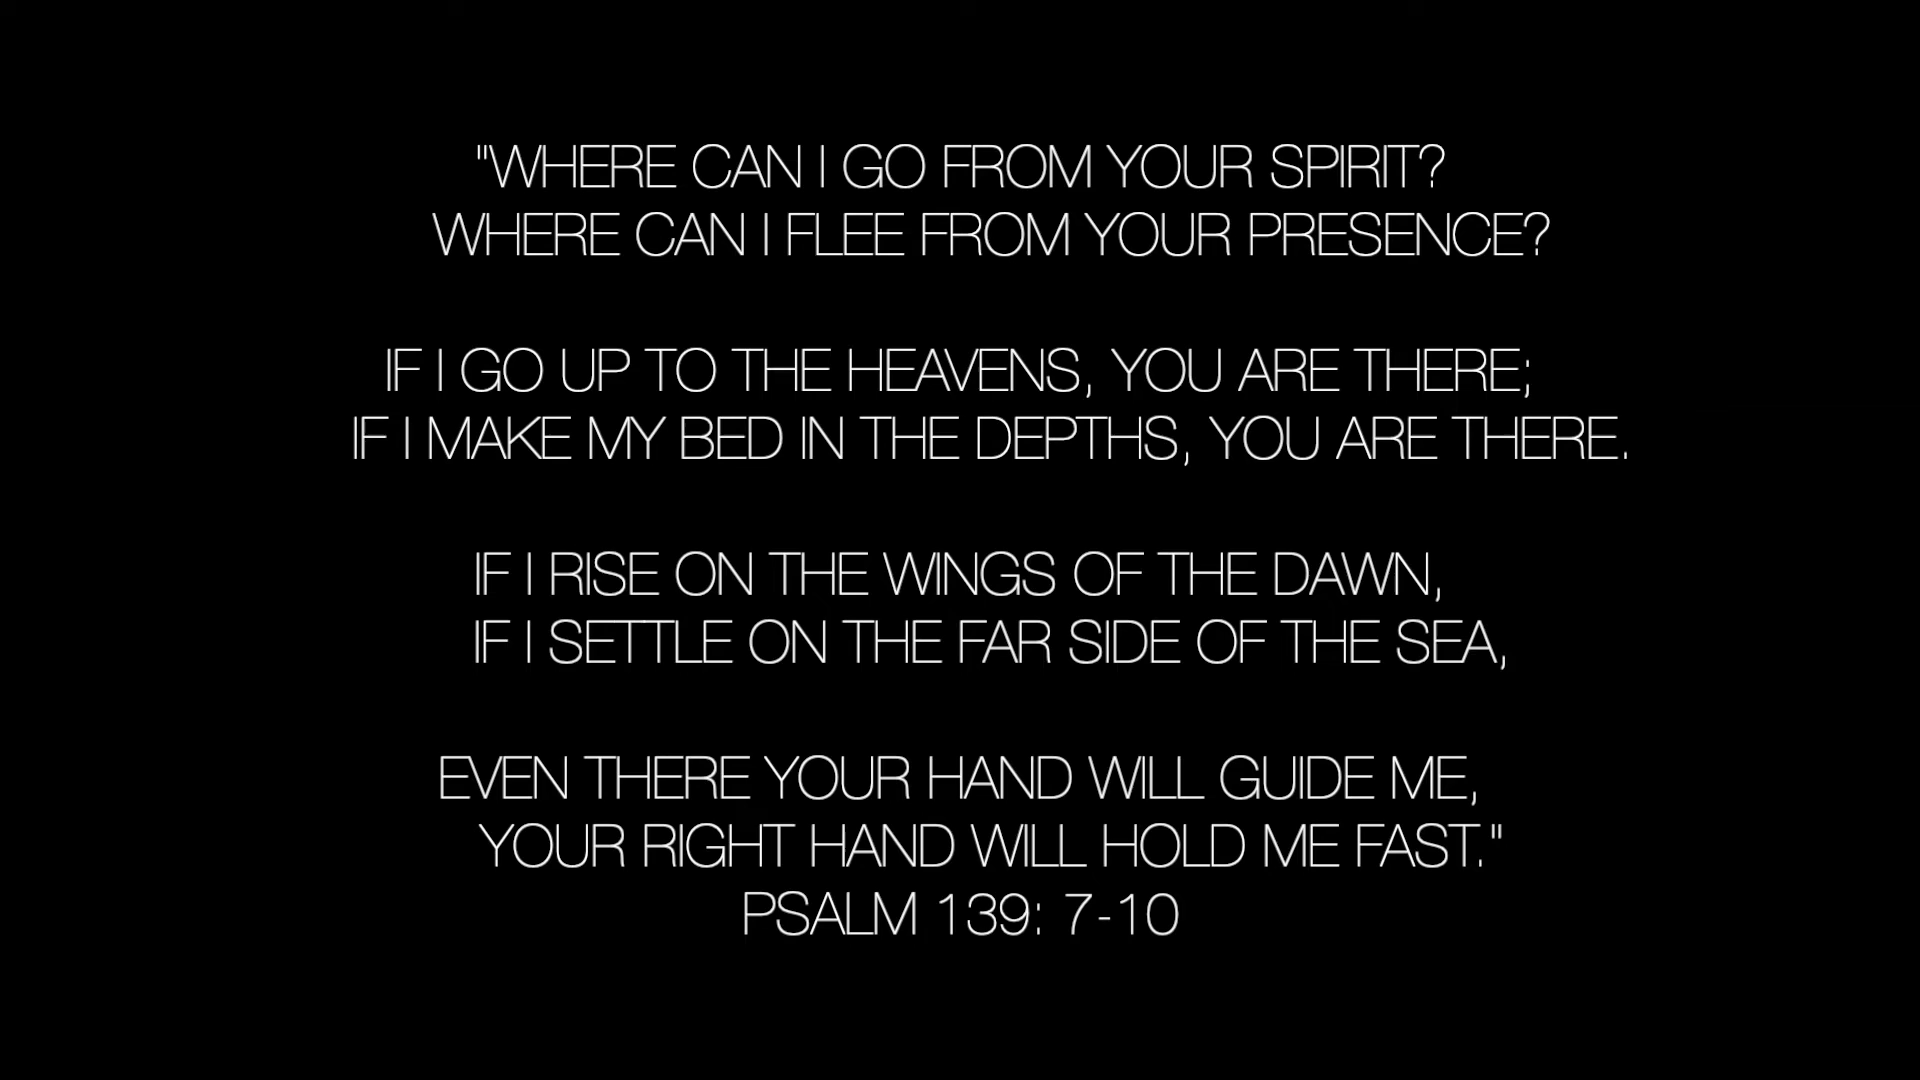 "WHERE CAN I GO FROM YOUR SPIRIT?
WHERE CAN I FLEE FROM YOUR PRESENCE?
IF I GO UP TO THE HEAVENS, YOU ARE THERE;
IF I MAKE MY BED IN THE DEPTHS, YOU ARE THERE.
IF I RISE ON THE WINGS OF THE DAWN,
IF I SETTLE ON THE FAR SIDE OF THE SEA,
EVEN THERE YOUR HAND WILL GUIDE ME,
YOUR RIGHT HAND WILL HOLD ME FAST."
PSALM 139: 7-10